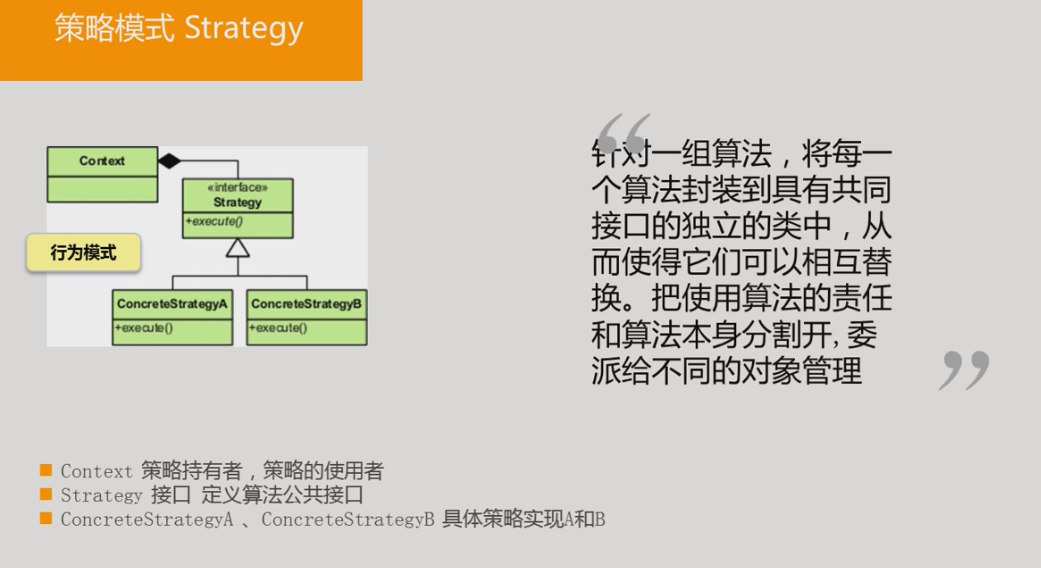 策略模式 Strategy
Context
«interface»
Strategy
+execute()
行为模式
ConcreteStrategyA
+execute()
ConcreteStrategyB
+execute()
“
针对一组算法，将每一
个算法封装到具有共同
接口的独立的类中，从
而使得它们可以相互替
换。把使用算法的责任
和算法本身分割开, 委
派给不同的对象管理
”
Context 策略持有者，策略的使用者
Strategy 接口 定义算法公共接口
ConcreteStrategyA 、ConcreteStrategyB 具体策略实现A和B